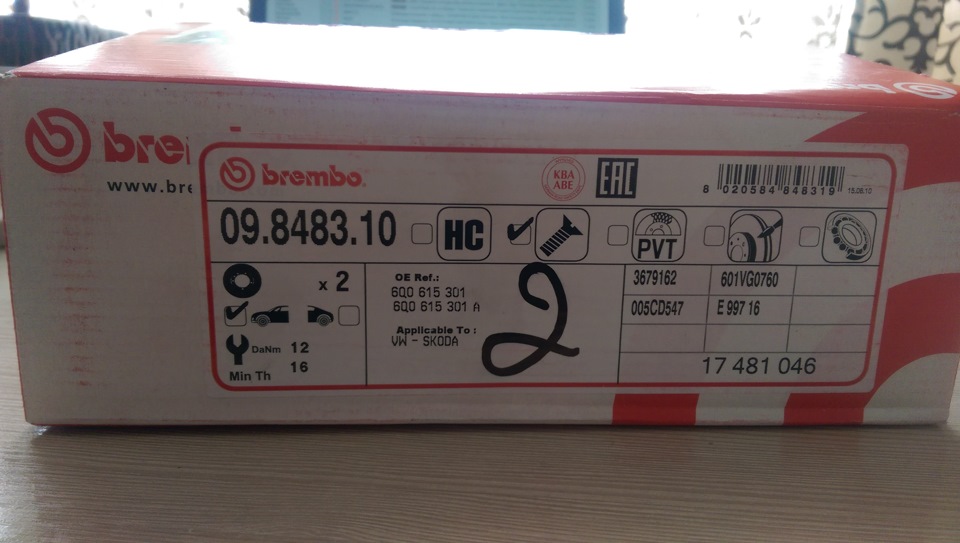 brei
www.bre
brembo
KBA
ABE
EAC
8 020584 848319
15.06.10
09.8483.10
HC
PVT
x 2
OE Ref.:
6Q0 615 301
6Q0 615 301 A
3679162
601VG0760
005CD547
E 997 16
DaNm 12
Min Th 16
Applicable To :
VW - SKODA
2
17 481 046